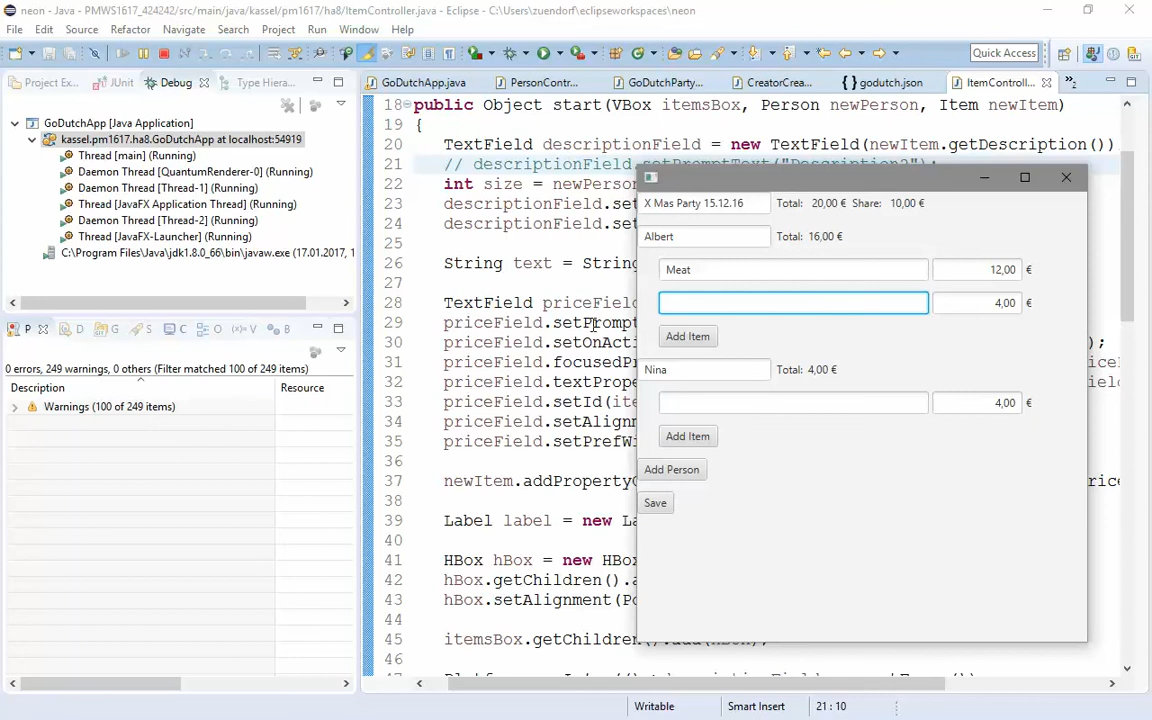 neon - PMWS1617_424242/src/main/java/kassel/pm1617/ha8/ItemController.java - Eclipse - C:\Users\zuendorf\eclipseworkspaces\neon
File Edit Source Refactor Navigate Search Project Run Window Help
Quick Access
Project Ex... JUnit Debug Type Hiera...
GoDutchApp.java PersonContr... GoDutchParty... CreatorCrea... godutch.json ItemControll... »2
GoDutchApp [Java Application]
kassel.pm1617.ha8.GoDutchApp at localhost:54919
Thread [main] (Running)
Daemon Thread [QuantumRenderer-0] (Running)
Daemon Thread [Thread-1] (Running)
Thread [JavaFX Application Thread] (Running)
Daemon Thread [Thread-2] (Running)
Thread [JavaFX-Launcher] (Running)
C:\Program Files\Java\jdk1.8.0_66\bin\javaw.exe (17.01.2017, 1
P D G S C O (x)= V B
0 errors, 249 warnings, 0 others (Filter matched 100 of 249 items)
Description Resource
Warnings (100 of 249 items)
18 public Object start(VBox itemsBox, Person newPerson, Item newItem)
19 {
20 TextField descriptionField = new TextField(newItem.getDescription())
21 // descriptionField.setPromptText("Description?");
22 int size = newPerson
23 descriptionField.set
24 descriptionField.set
25
26 String text = String
27
28 TextField priceField
29 priceField.setPrompt
30 priceField.setOnActi );
31 priceField.focusedPr riceF
32 priceField.textPrope ield
33 priceField.setId(ite
34 priceField.setAlignm
35 priceField.setPrefWi
36
37 newItem.addPropertyC rice
38
39 Label label = new La
40
41 HBox hBox = new HBox
42 hBox.getChildren().a
43 hBox.setAlignment(Po
44
45 itemsBox.getChildren().add(hBox);
46
X Mas Party 15.12.16 Total: 20,00 € Share: 10,00 €
Albert Total: 16,00 €
Meat 12,00 €
4,00 €
Add Item
Nina Total: 4,00 €
4,00 €
Add Item
Add Person
Save
Writable Smart Insert 21 : 10